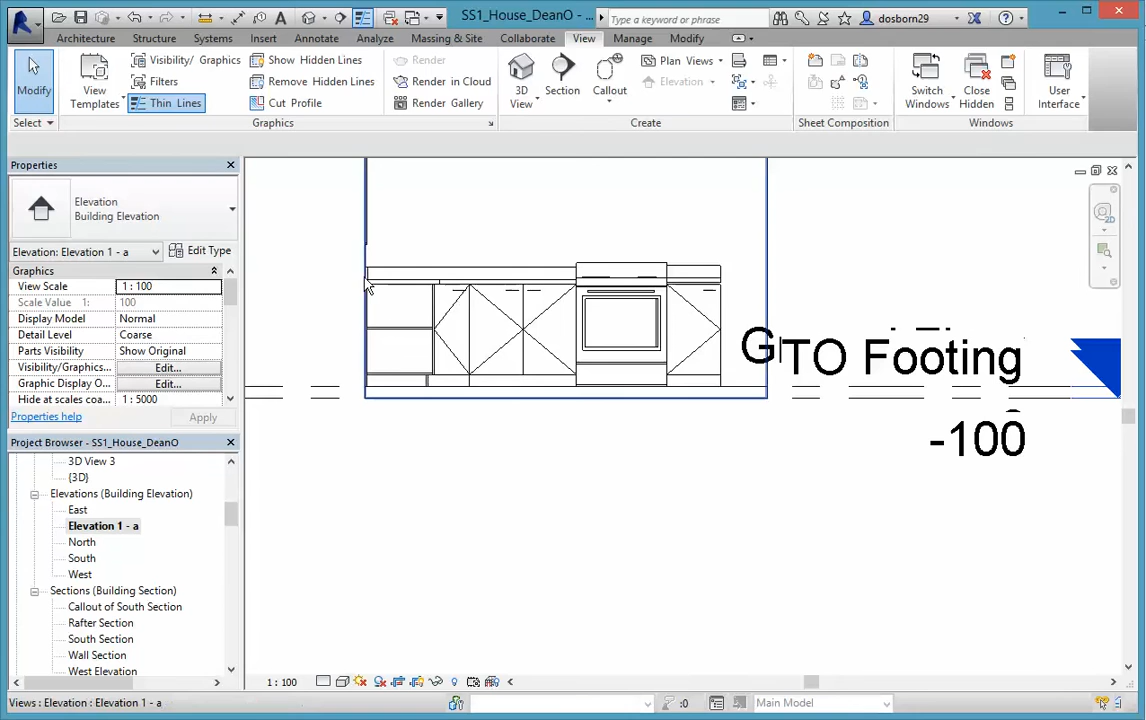 SS1_House_DeanO - ...
Type a keyword or phrase
dosborn29
Architecture Structure Systems Insert Annotate Analyze Massing & Site Collaborate View Manage Modify
Modify
Select
View
Templates
Visibility/ Graphics
Filters
Thin Lines
Show Hidden Lines
Remove Hidden Lines
Cut Profile
Render
Render in Cloud
Render Gallery
Graphics
3D
View
Section
Callout
Plan Views
Elevation
Create
Sheet Composition
Switch
Windows
Close
Hidden
User
Interface
Windows
Properties
Elevation
Building Elevation
Elevation: Elevation 1 - a
Edit Type
Graphics
View Scale 1 : 100
Scale Value 1: 100
Display Model Normal
Detail Level Coarse
Parts Visibility Show Original
Visibility/Graphics... Edit...
Graphic Display O... Edit...
Hide at scales coa... 1 : 5000
Properties help
Apply
Project Browser - SS1_House_DeanO
3D View 3
{3D}
Elevations (Building Elevation)
East
Elevation 1 - a
North
South
West
Sections (Building Section)
Callout of South Section
Rafter Section
South Section
Wall Section
West Elevation
TO Footing
-100
1 : 100
Views : Elevation : Elevation 1 - a
:0
Main Model